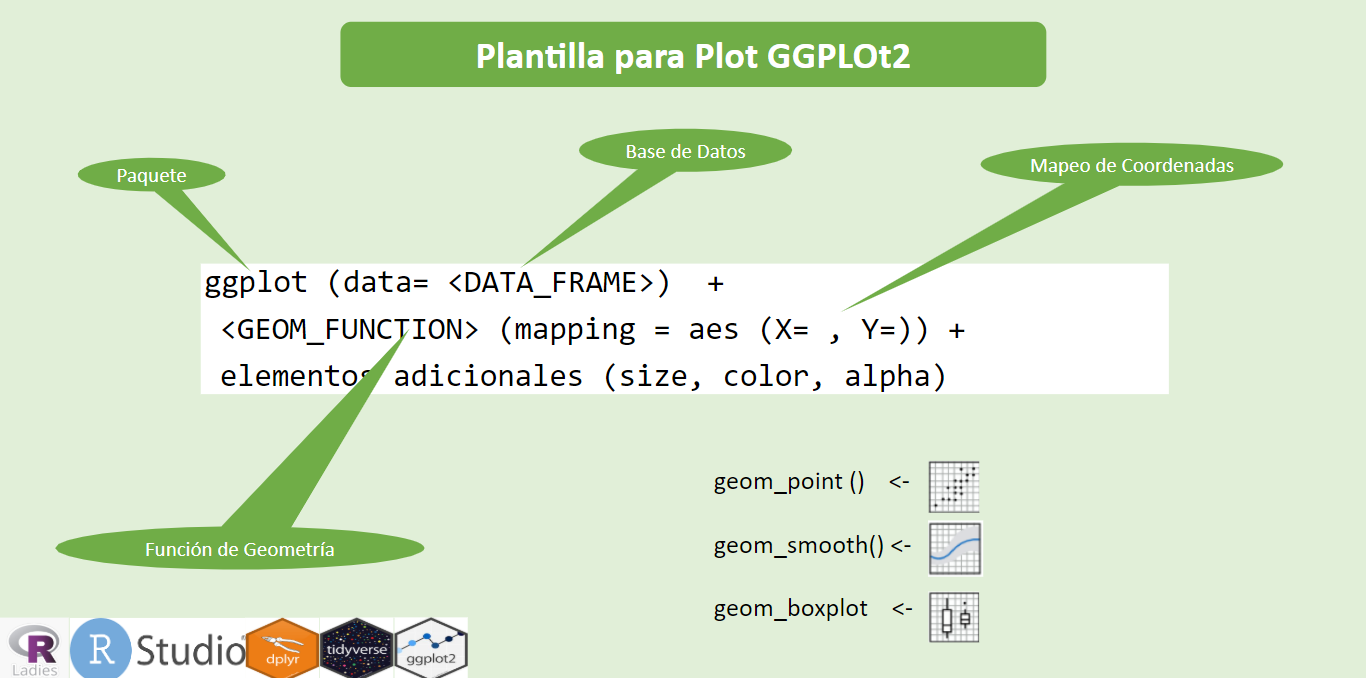 Plantilla para Plot GGPLOt2
Paquete
Base de Datos
Mapeo de Coordenadas
ggplot (data= <DATA_FRAME>)  +
<GEOM_FUNCTION> (mapping = aes (X= , Y=)) +
elementos adicionales (size, color, alpha)
Función de Geometría
geom_point ()  <-
geom_smooth() <-
geom_boxplot  <-
R
Ladies
R Studio
dplyr
tidyverse
ggplot2